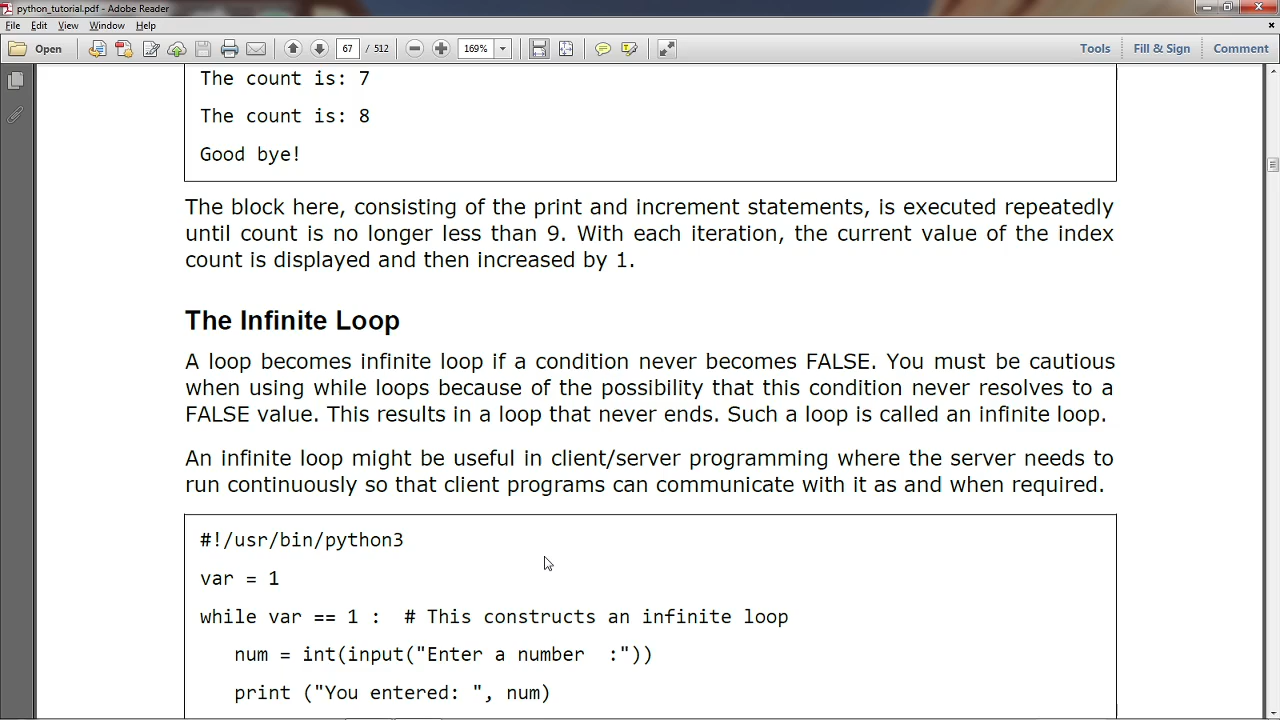 python_tutorial.pdf - Adobe Reader
File Edit View Window Help
Open 67 / 512 169% Tools Fill & Sign Comment
The count is: 7
The count is: 8
Good bye!
The block here, consisting of the print and increment statements, is executed repeatedly
until count is no longer less than 9. With each iteration, the current value of the index
count is displayed and then increased by 1.
The Infinite Loop
A loop becomes infinite loop if a condition never becomes FALSE. You must be cautious
when using while loops because of the possibility that this condition never resolves to a
FALSE value. This results in a loop that never ends. Such a loop is called an infinite loop.
An infinite loop might be useful in client/server programming where the server needs to
run continuously so that client programs can communicate with it as and when required.
#!/usr/bin/python3
var = 1
while var == 1 :  # This constructs an infinite loop
   num = int(input("Enter a number  :"))
   print ("You entered: ", num)